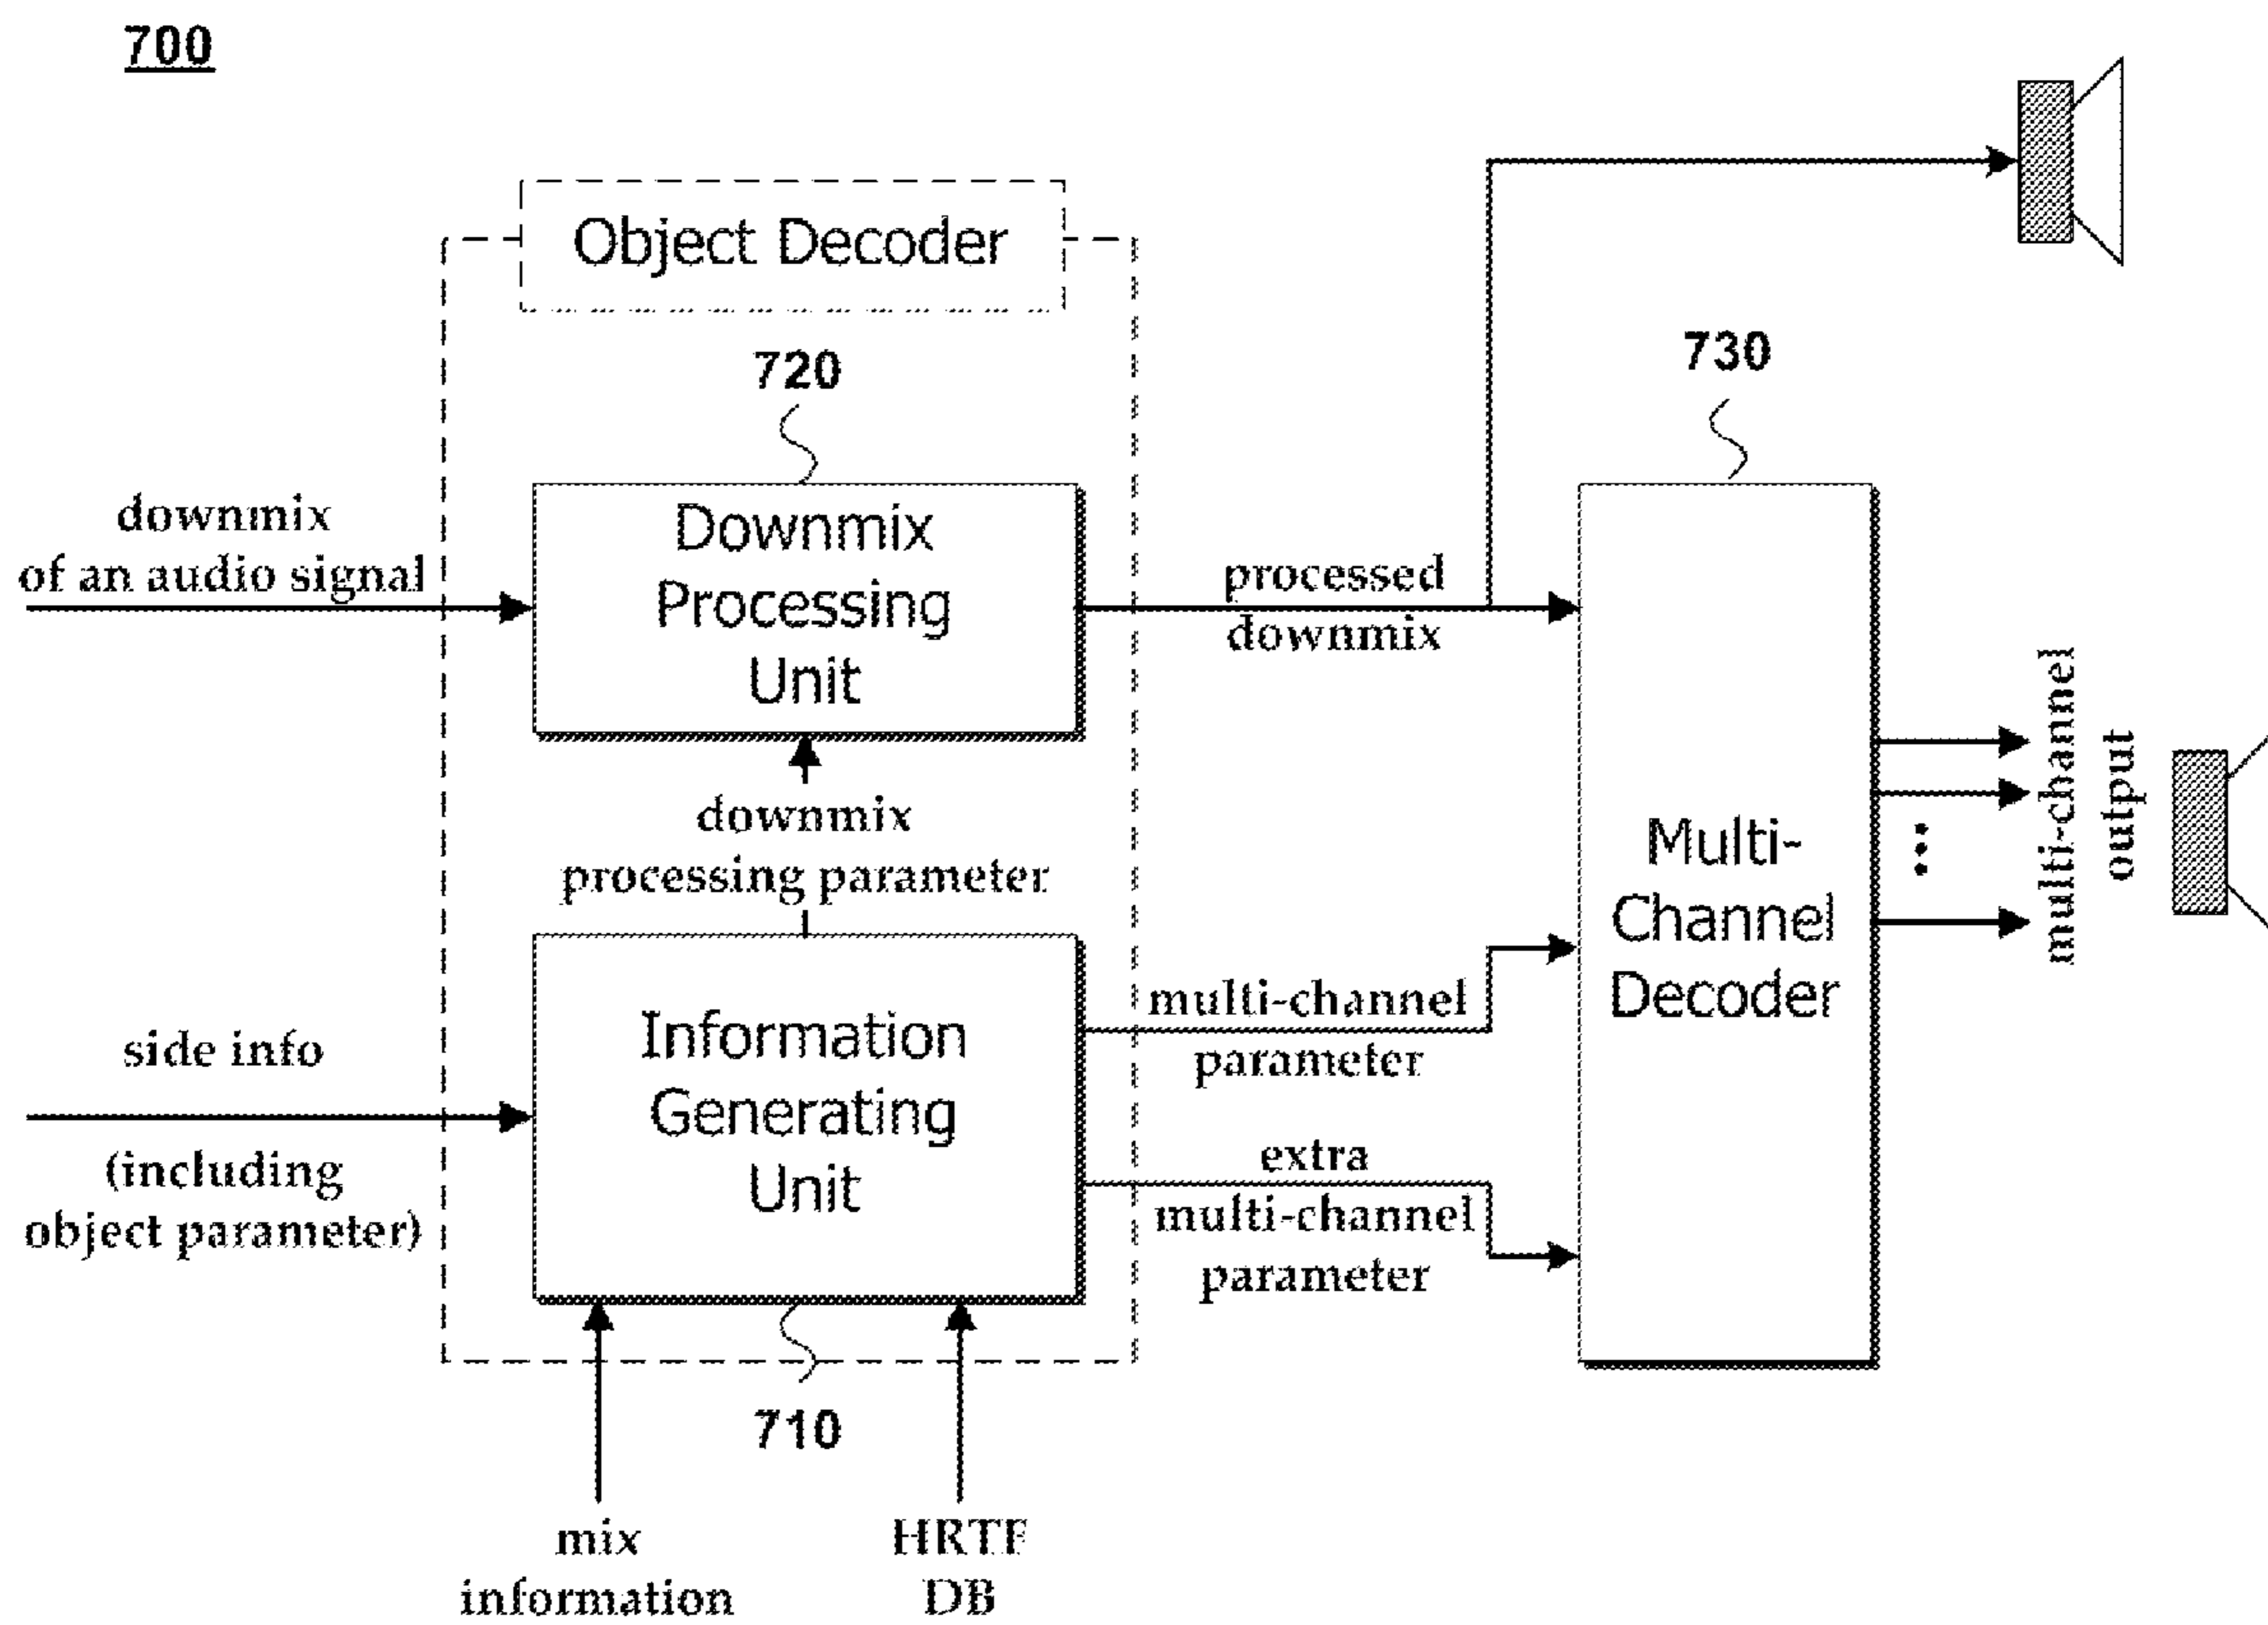 700
Object Decoder
720
730
downmix
of an audio signal
Downmix
Processing
Unit
processed
downmix
downmix
processing parameter
multi-channel
output
Multi-
Channel
Decoder
side info
(including
object parameter)
Information
Generating
Unit
multi-channel
parameter
extra
multi-channel
parameter
710
mix
information
HRTF
DB